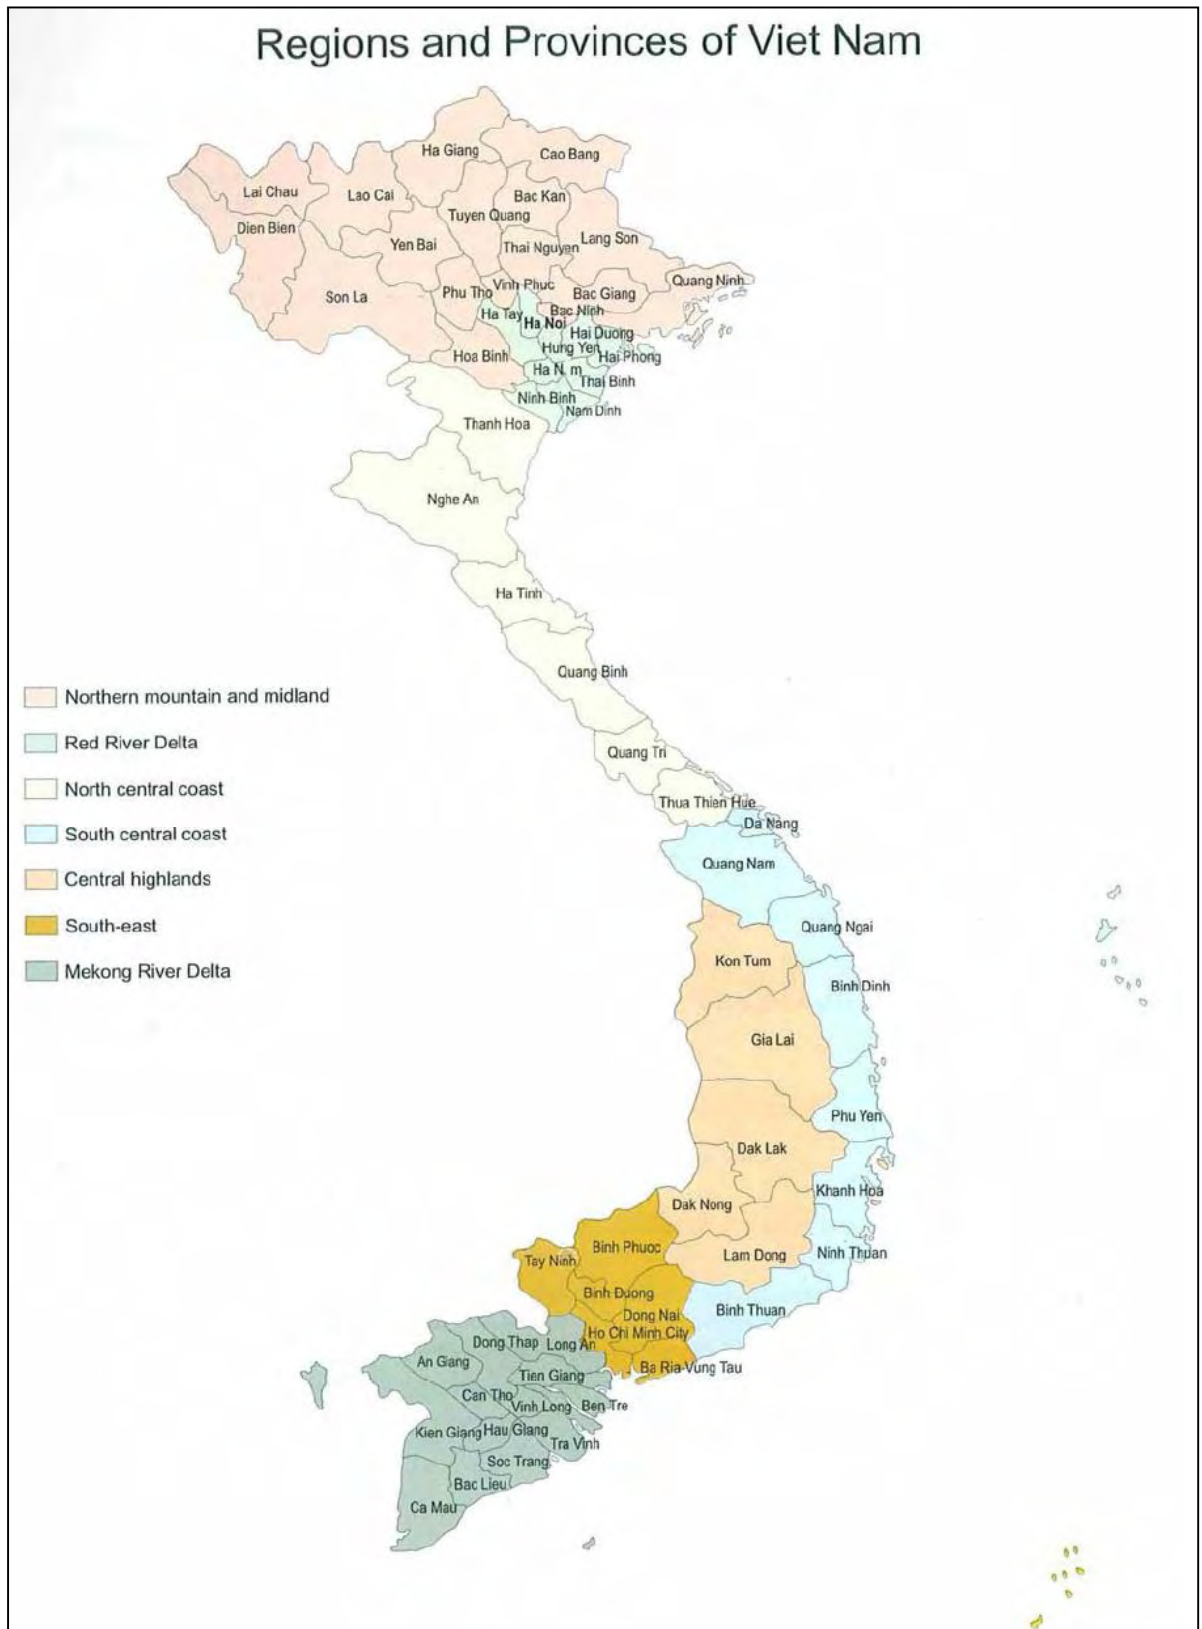 Regions and Provinces of Viet Nam
Ha Giang
Cao Bang
Lai Chau
Lao Cai
Bac Kan
Tuyen Quang
Dien Bien
Yen Bai
Thai Nguyen
Lang Son
Quang Ninh
Vinh Phuc
Phu Tho
Bac Giang
Son La
Ha Tay
Bac Ninh
Ha Noi
Hai Duong
Hung Yen
Hoa Binh
Hai Phong
Ha N m
Thai Binh
Ninh Binh
Nam Dinh
Thanh Hoa
Nghe An
Ha Tinh
Quang Binh
Northern mountain and midland
Red River Delta
North central coast
South central coast
Central highlands
South-east
Mekong River Delta
Quang Tri
Thua Thien Hue
Da Nang
Quang Nam
Quang Ngai
Kon Tum
Binh Dinh
Gia Lai
Phu Yen
Dak Lak
Khanh Hoa
Dak Nong
Binh Phuoc
Lam Dong
Ninh Thuan
Tay Ninh
Binh Duong
Binh Thuan
Dong Nai
Ho Chi Minh City
Dong Thap
Long An
An Giang
Ba Ria-Vung Tau
Tien Giang
Can Tho
Vinh Long
Ben Tre
Kien Giang
Hau Giang
Tra Vinh
Soc Trang
Bac Lieu
Ca Mau